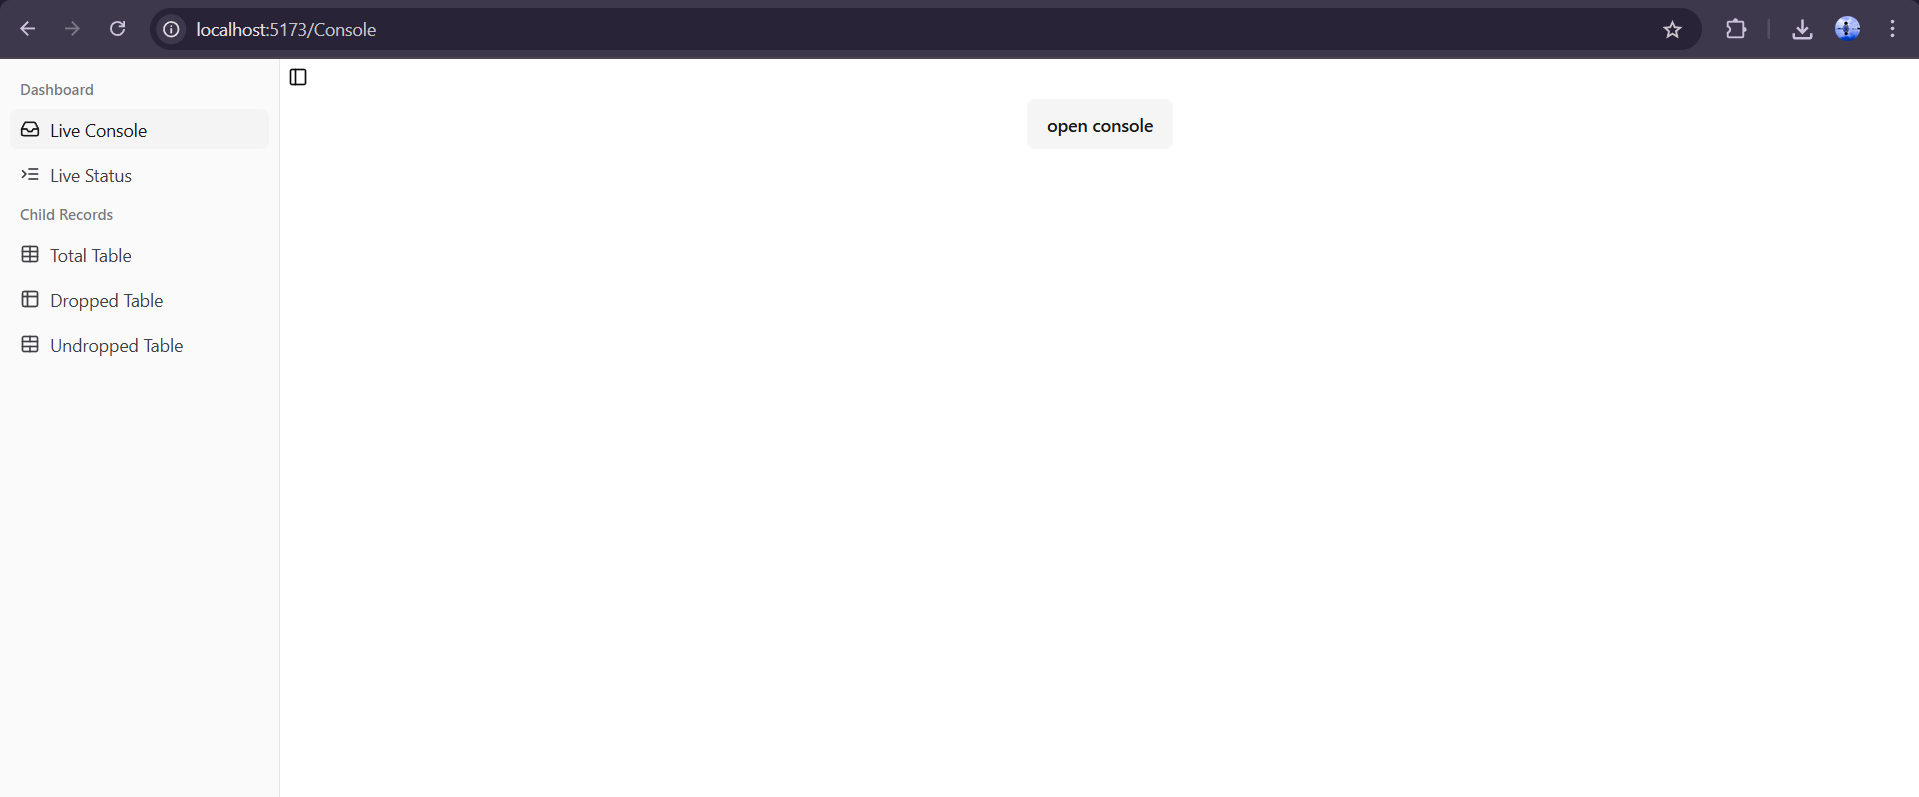 localhost:5173/Console
Dashboard
Live Console
Live Status
Child Records
Total Table
Dropped Table
Undropped Table
open console